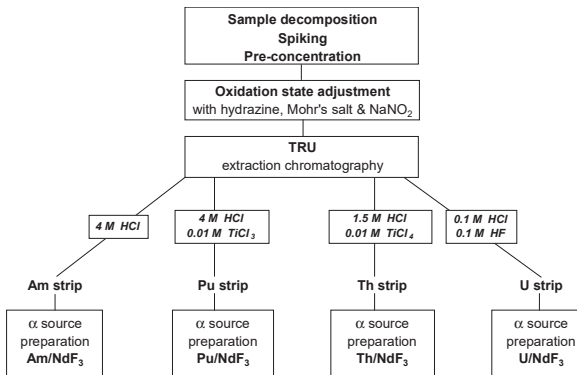 Sample decomposition
Spiking
Pre-concentration
Oxidation state adjustment
with hydrazine, Mohr's salt & NaNO₂
TRU
extraction chromatography
4 M HCl
4 M HCl
0.01 M TiCl₃
1.5 M HCl
0.01 M TiCl₄
0.1 M HCl
0.1 M HF
Am strip
Pu strip
Th strip
U strip
α source
preparation
Am/NdF₃
α source
preparation
Pu/NdF₃
α source
preparation
Th/NdF₃
α source
preparation
U/NdF₃